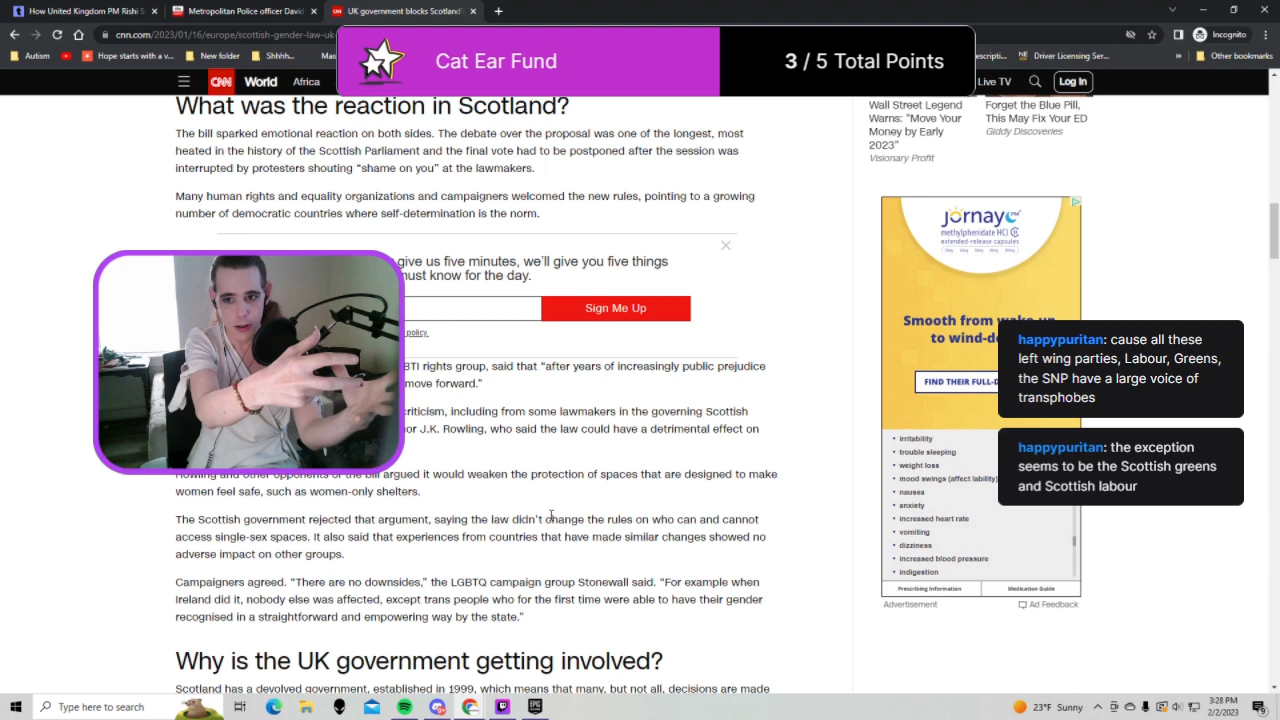 How United Kingdom PM Rishi S
Metropolitan Police officer David
UK police officer
cnn.com/2023/01/16/europe/scottish-gender-law-uk
Incognito
Autism
Hope starts with a
New folder
Shhhh...
Driver Licensing
Other bookmarks
Cat Ear Fund
3 / 5 Total Points
CNN
World
Africa
Live TV
Log In
What was the reaction in Scotland?
The bill sparked emotional reaction on both sides. The debate over the proposal was one of the longest, most
heated in the history of the Scottish Parliament and the final vote had to be postponed after the session was
interrupted by protesters shouting “shame on you” at the lawmakers.
Many human rights and equality organizations and campaigners welcomed the new rules, pointing to a growing
number of democratic countries where self-determination is the norm.
give us five minutes, we’ll give you five things
must know for the day.
Sign Me Up
policy.
rights group, said that “after years of increasingly public prejudice
move forward.”
criticism, including from some lawmakers in the governing Scottish
J.K. Rowling, who said the law could have a detrimental effect on
Rowling and other opponents of the bill argued it would weaken the protection of spaces that are designed to make
women feel safe, such as women-only shelters.
The Scottish government rejected that argument, saying the law didn’t change the rules on who can and cannot
access single-sex spaces. It also said that experiences from countries that have made similar changes showed no
adverse impact on other groups.
Campaigners agreed. “There are no downsides,” the LGBTQ campaign group Stonewall said. “For example when
Ireland did it, nobody else was affected, except trans people who for the first time were able to have their gender
recognised in a straightforward and empowering way by the state.”
Why is the UK government getting involved?
Scotland has a devolved government, established in 1999, which means that many, but not all, decisions are made
Wall Street Legend
Warns: "Move Your
Money by Early
2023"
Visionary Profit
Forget the Blue Pill,
This May Fix Your ED
Giddy Discoveries
jornay PM
methylphenidate HCl
extended-release capsules
Smooth from wake-up
to wind-do
FIND THEIR FULL-D
• irritability
• trouble sleeping
• weight loss
• mood swings (affect lability)
• nausea
• anxiety
• increased heart rate
• vomiting
• dizziness
• increased blood pressure
• indigestion
Prescribing Information
Medication Guide
Advertisement
Ad Feedback
happypuritan: cause all these
left wing parties, Labour, Greens,
the SNP have a large voice of
transphobes
happypuritan: the exception
seems to be the Scottish greens
and Scottish labour
Type here to search
23°F Sunny
3:28 PM
2/2/2023